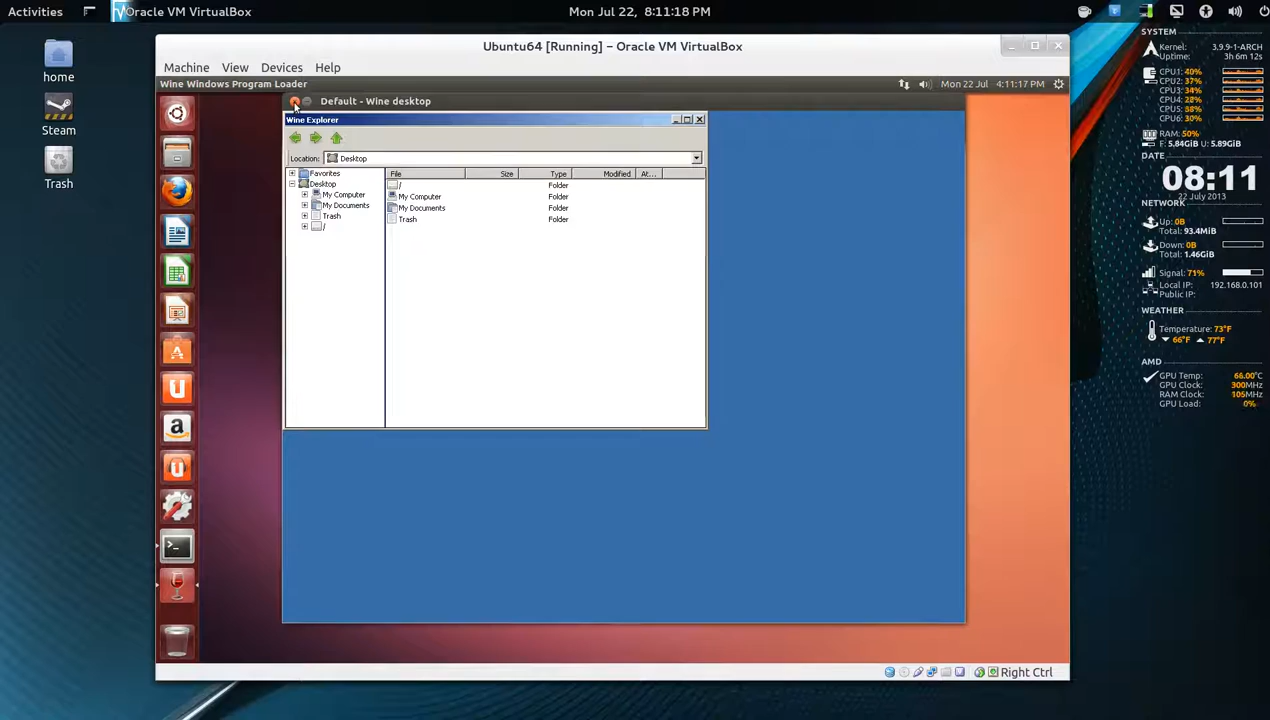 Activities
Oracle VM VirtualBox
Mon Jul 22, 8:11:18 PM
home
Steam
Trash
Ubuntu64 [Running] – Oracle VM VirtualBox
Machine View Devices Help
Wine Windows Program Loader
Mon 22 Jul 4:11:17 PM
Default - Wine desktop
Wine Explorer
Location: Desktop
Favorites
Desktop
My Computer
My Documents
Trash
/
File Size Type Modified At...
/ Folder
My Computer Folder
My Documents Folder
Trash Folder
Right Ctrl
SYSTEM
Kernel: 3.9.9-1-ARCH
Uptime: 3h 6m 12s
CPU1: 40%
CPU2: 37%
CPU3: 34%
CPU4: 28%
CPU5: 38%
CPU6: 30%
RAM: 50%
F: 5.84GiB U: 5.89GiB
DATE
08:11
22 July 2013
NETWORK
Up: 0B
Total: 93.4MiB
Down: 0B
Total: 1.46GiB
Signal: 71%
Local IP: 192.168.0.101
Public IP:
WEATHER
Temperature: 73°F
66°F 77°F
AMD
GPU Temp: 66.00°C
GPU Clock: 300MHz
RAM Clock: 105MHz
GPU Load: 0%